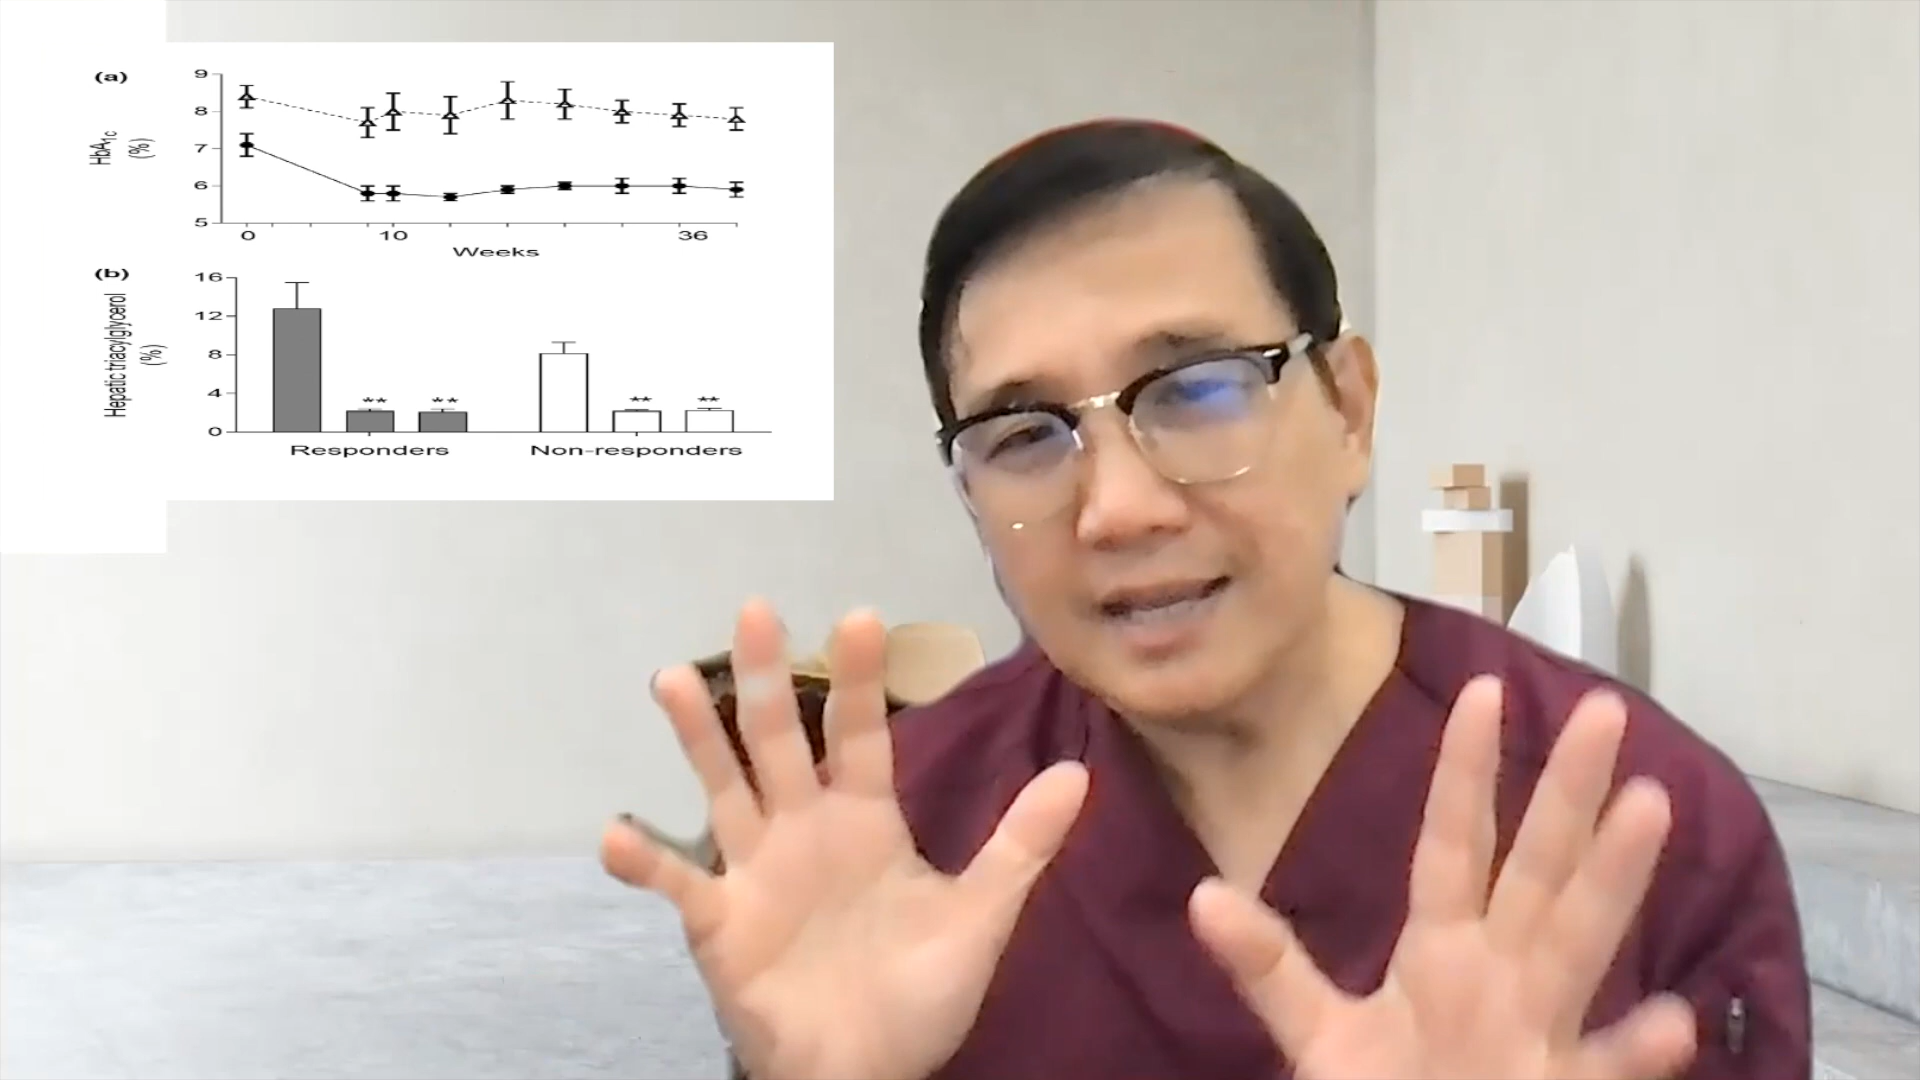 (a)
HbA1c
(%)
9
8
7
6
5
0 10 36
Weeks
(b)
Hepatic triacylglycerol
(%)
16
12
8
4
0
** ** ** **
Responders Non-responders